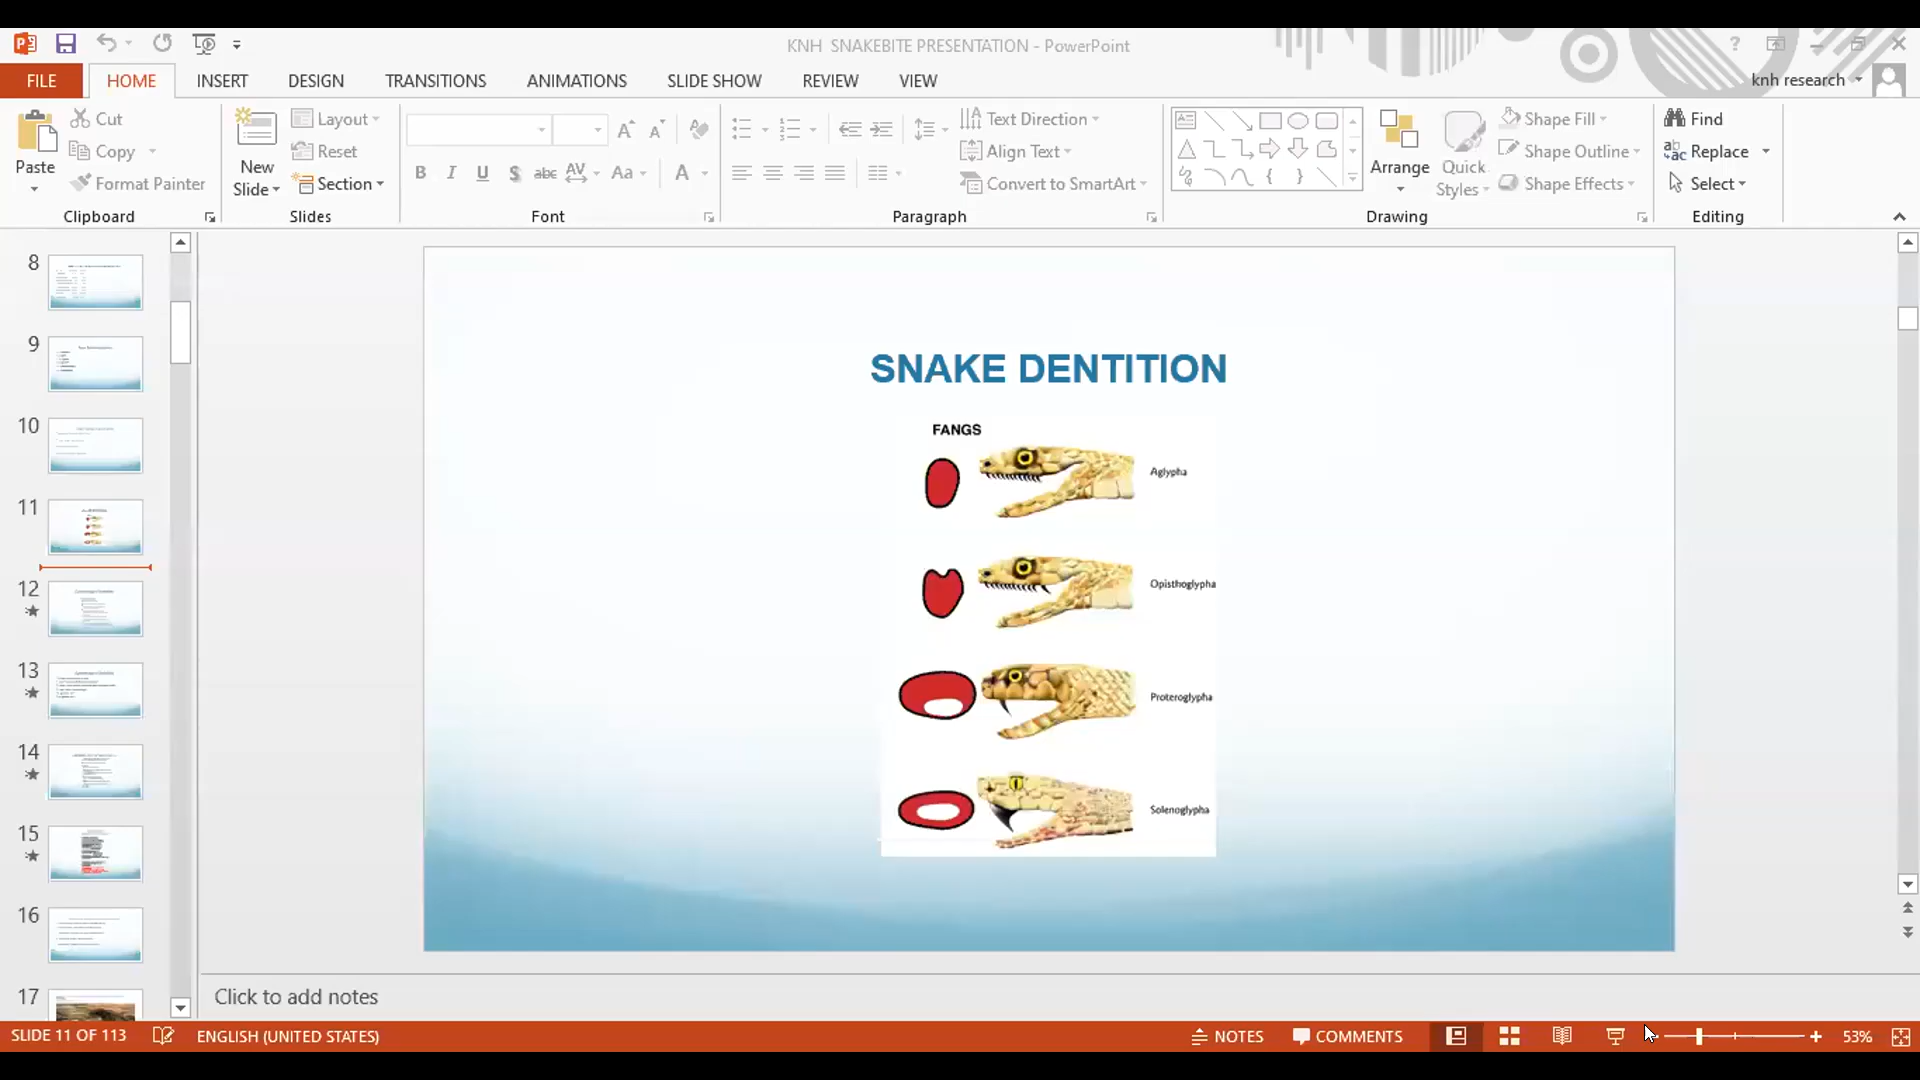 KNH SNAKEBITE PRESENTATION - PowerPoint
?
FILE HOME INSERT DESIGN TRANSITIONS ANIMATIONS SLIDE SHOW REVIEW VIEW
knh research
Paste
Cut
Copy
Format Painter
Clipboard
New
Slide
Layout
Reset
Section
Slides
B I U S abc AV Aa A
Font
Text Direction
Align Text
Convert to SmartArt
Paragraph
Arrange
Quick
Styles
Shape Fill
Shape Outline
Shape Effects
Drawing
Find
Replace
Select
Editing
8
9
10
11
12
13
14
15
16
17
SNAKE DENTITION
FANGS
Aglypha
Opisthoglypha
Proteroglypha
Solenoglypha
Click to add notes
SLIDE 11 OF 113
ENGLISH (UNITED STATES)
NOTES
COMMENTS
53%